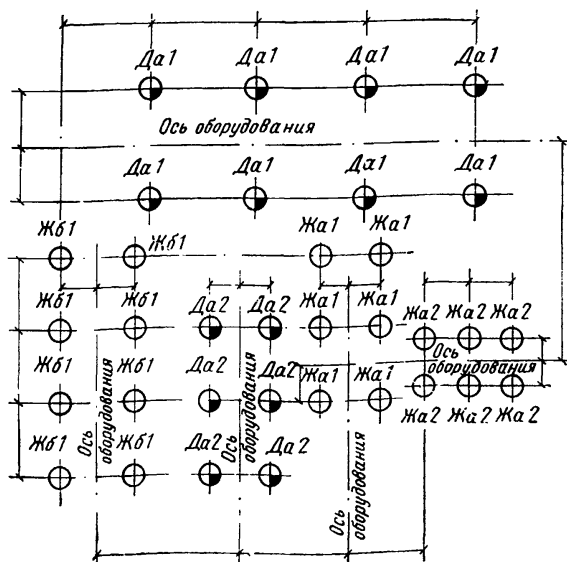 Да1 Да1 Да1 Да1
Ось оборудования
Да1 Да1 Да1 Да1
Жб1 Жб1 Жа1 Жа1
Жб1 Жб1 Да2 Да2 Жа1 Жа1 Жа2 Жа2 Жа2
Ось
оборудования
Жб1 Жб1 Да2 Да2 Жа1 Жа1
Жа2 Жа2 Жа2
Жб1 Жб1 Да2 Да2
Ось
оборудования
Ось
оборудования
Ось
оборудования